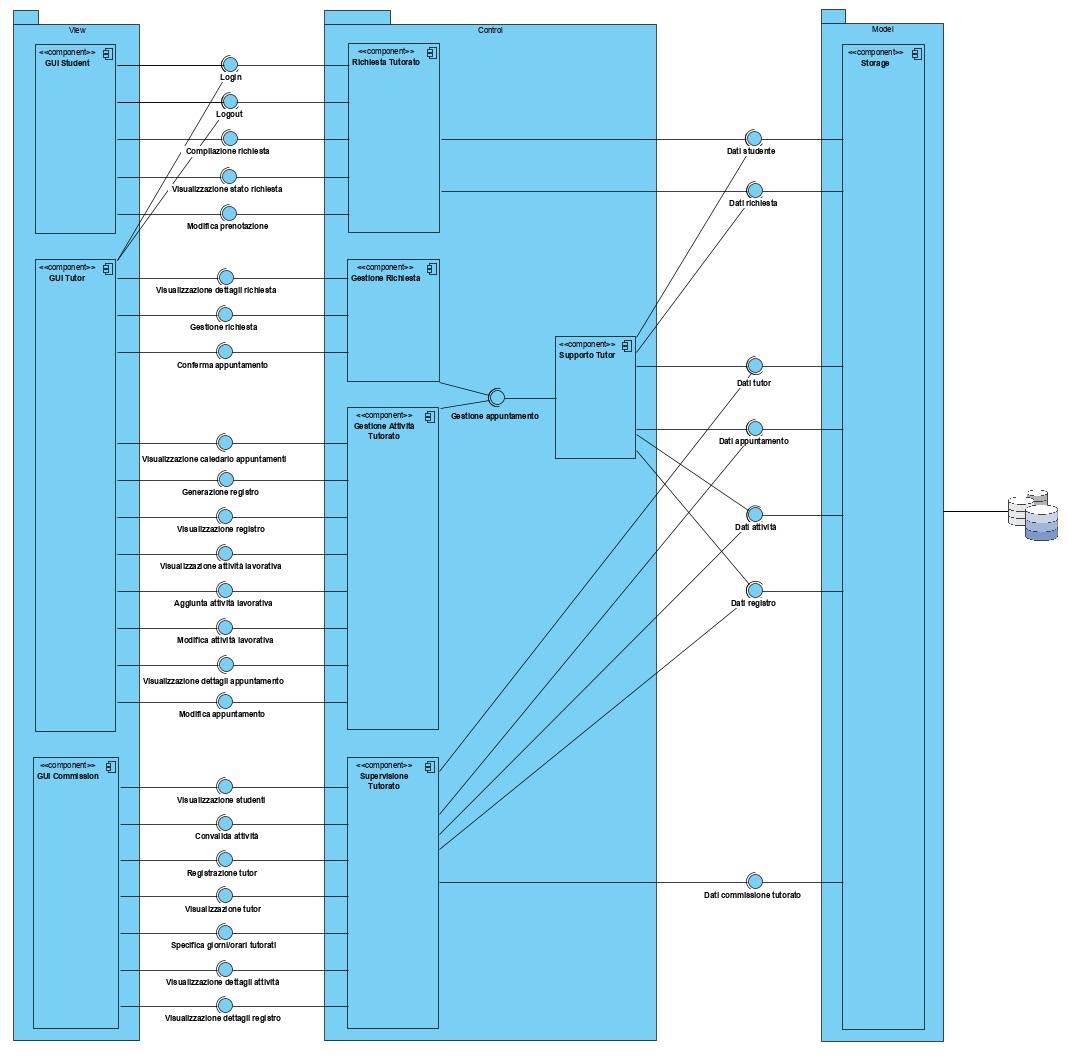 View
Control
Model
<<component>>
GUI Student
<<component>>
Richiesta Tutorato
<<component>>
Storage
Login
Logout
Compilazione richiesta
Visualizzazione stato richiesta
Modifica prenotazione
Dati studente
Dati richiesta
<<component>>
GUI Tutor
<<component>>
Gestione Richiesta
Visualizzazione dettagli richiesta
Gestione richiesta
Conferma appuntamento
<<component>>
Supporto Tutor
Gestione appuntamento
Dati tutor
Dati appuntamento
Dati attività
Dati registro
<<component>>
Gestione Attività
Tutorato
Visualizzazione caledario appuntamenti
Generazione registro
Visualizzazione registro
Visualizzazione attività lavorativa
Aggiunta attività lavorativa
Modifica attività lavorativa
Visualizzazione dettagli appuntamento
Modifica appuntamento
<<component>>
GUI Commission
<<component>>
Supervisione
Tutorato
Visualizzazione studenti
Convalida attività
Registrazione tutor
Visualizzazione tutor
Specifica giorni/orari tutorati
Visualizzazione dettagli attività
Visualizzazione dettagli registro
Dati commissione tutorato